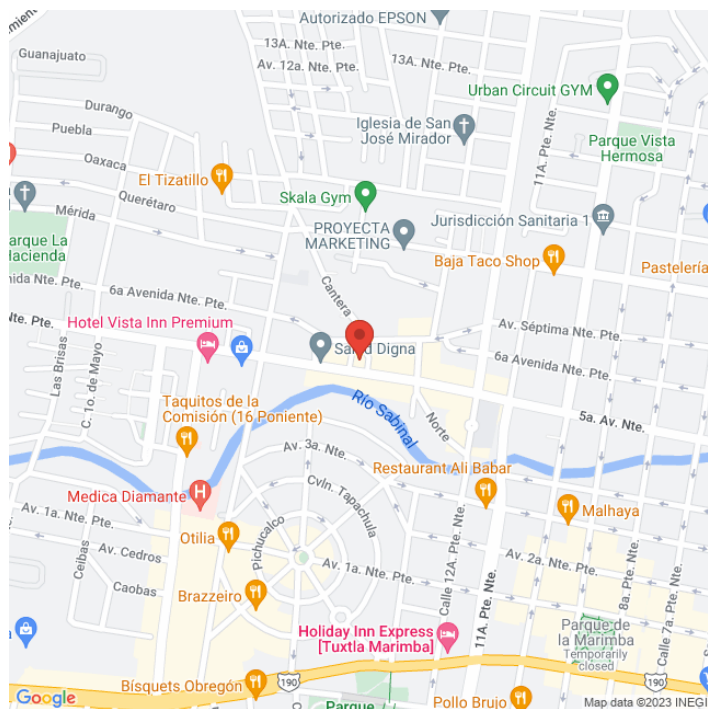 Autorizado EPSON
Guanajuato
13A. Nte. Pte.
13A. Nte. Pte.
Av. 12a. Nte. Pte.
Urban Circuit GYM
Durango
Puebla
Iglesia de San
José Mirador
11A. Pte. Nte.
Parque Vista
Hermosa
Oaxaca
El Tizatillo
Querétaro
Skala Gym
Mérida
PROYECTA
MARKETING
Jurisdicción Sanitaria 1
Parque La
Hacienda
Baja Taco Shop
Pastelería
6a Avenida Nte. Pte.
Cantera
Av. Séptima Nte. Pte.
Hotel Vista Inn Premium
Salud Digna
6a Avenida Nte. Pte.
Las Brisas
C. 1o. de Mayo
Taquitos de la
Comisión (16 Poniente)
Río Sabinal
Norte
5a. Av. Nte.
Av. 3a. Nte.
Restaurant Ali Babar
Medica Diamante
Cvln. Tapachula
Malhaya
Av. 1a. Nte. Pte.
Otilia
Pichucalco
Av. Cedros
Ceibas
Av. 2a. Nte. Pte.
Caobas
Av. 1a. Nte. Pte.
Calle 12A. Pte. Nte.
Brazzeiro
8a. Pte. Nte.
Calle 7a. Pte. Nte.
Holiday Inn Express
[Tuxtla Marimba]
11A. Pte. Nte.
Parque de
la Marimba
Temporarily
closed
Bísquets Obregón
190
190
Parque
Pollo Brujo
Google
Map data ©2023 INEGI